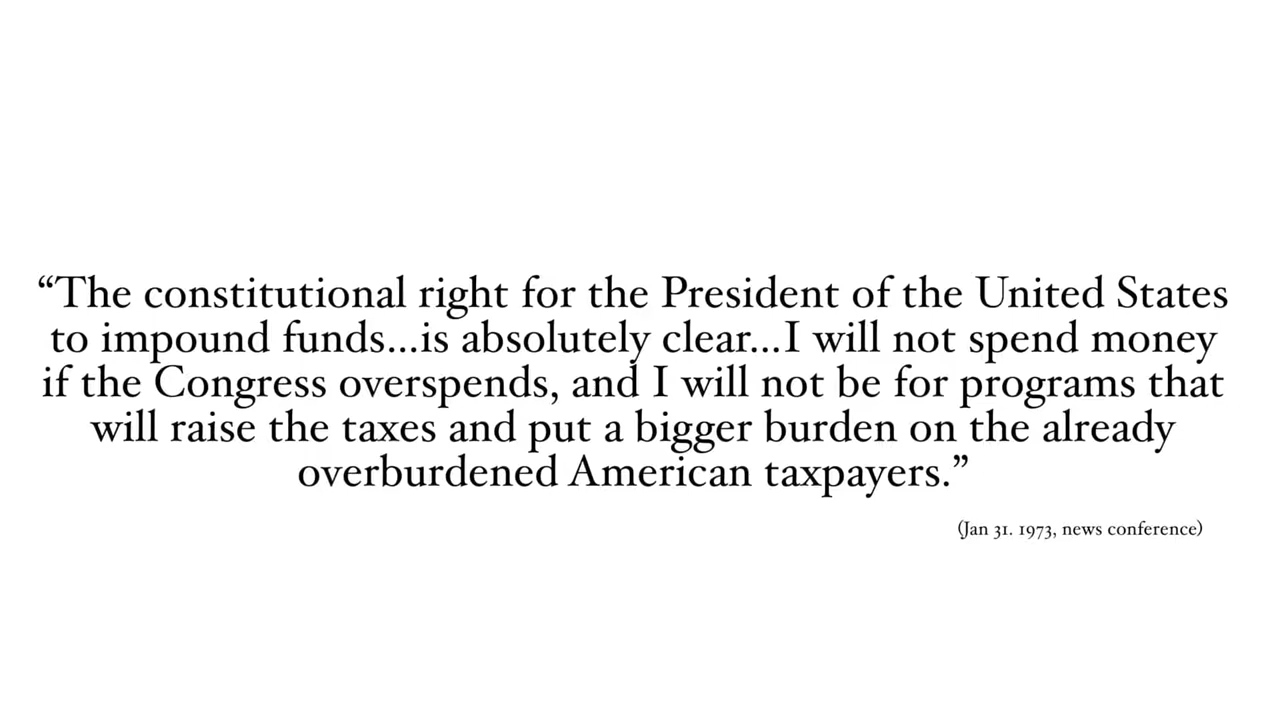 “The constitutional right for the President of the United States
to impound funds...is absolutely clear...I will not spend money
if the Congress overspends, and I will not be for programs that
will raise the taxes and put a bigger burden on the already
overburdened American taxpayers.”
(Jan 31. 1973, news conference)